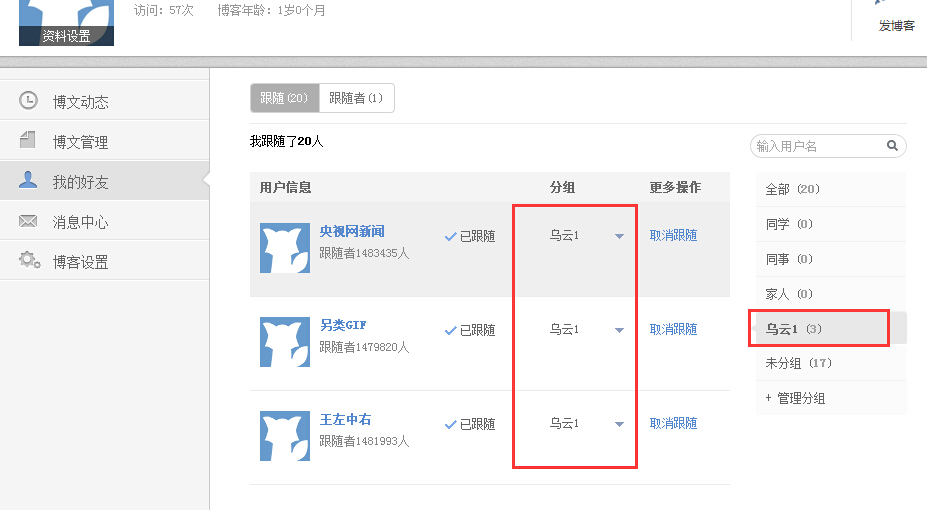 访问：57次 博客年龄：1岁0个月
资料设置
发博客
博文动态
博文管理
我的好友
消息中心
博客设置
跟随(20) 跟随者(1)
我跟随了20人
用户信息 分组 更多操作
央视网新闻
跟随者1483435人
已跟随 乌云1 取消跟随
另类GIF
跟随者1479820人
已跟随 乌云1 取消跟随
王左中右
跟随者1481993人
已跟随 乌云1 取消跟随
输入用户名
全部 (20)
同学 (0)
同事 (0)
家人 (0)
乌云1 (3)
未分组 (17)
+ 管理分组